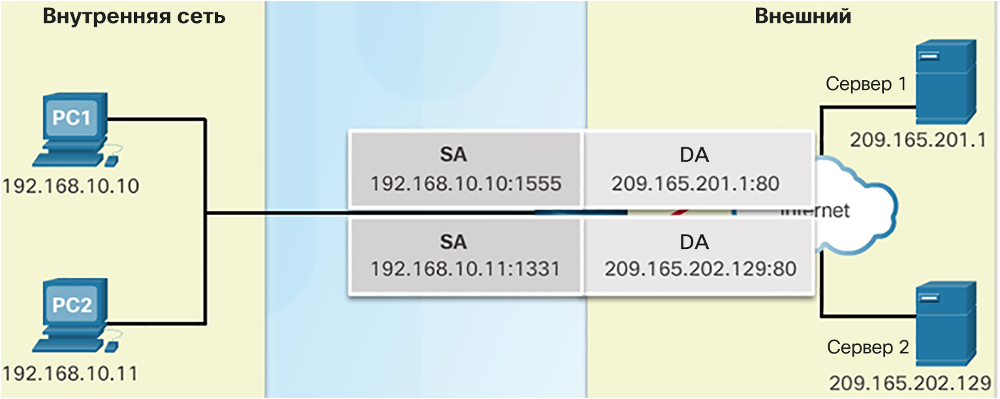 Внутренняя сеть
Внешний
Сервер 1
PC1
SA
DA
209.165.201.1
192.168.10.10
192.168.10.10:1555
209.165.201.1:80
Internet
SA
DA
192.168.10.11:1331
209.165.202.129:80
PC2
Сервер 2
192.168.10.11
209.165.202.129